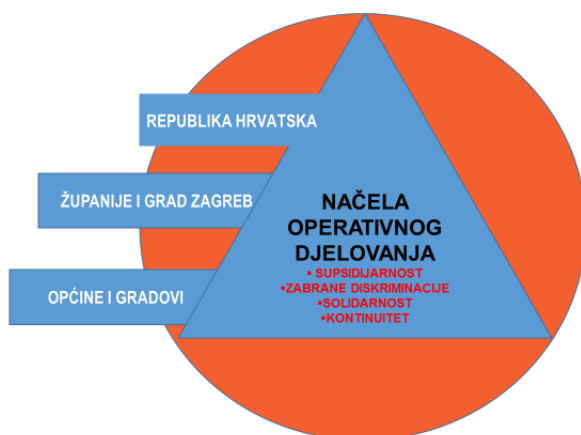 REPUBLIKA HRVATSKA
ŽUPANIJE I GRAD ZAGREB
OPĆINE I GRADOVI
NAČELA
OPERATIVNOG
DJELOVANJA
▪ SUPSIDIJARNOST
▪ZABRANE DISKRIMINACIJE
▪SOLIDARNOST
▪KONTINUITET